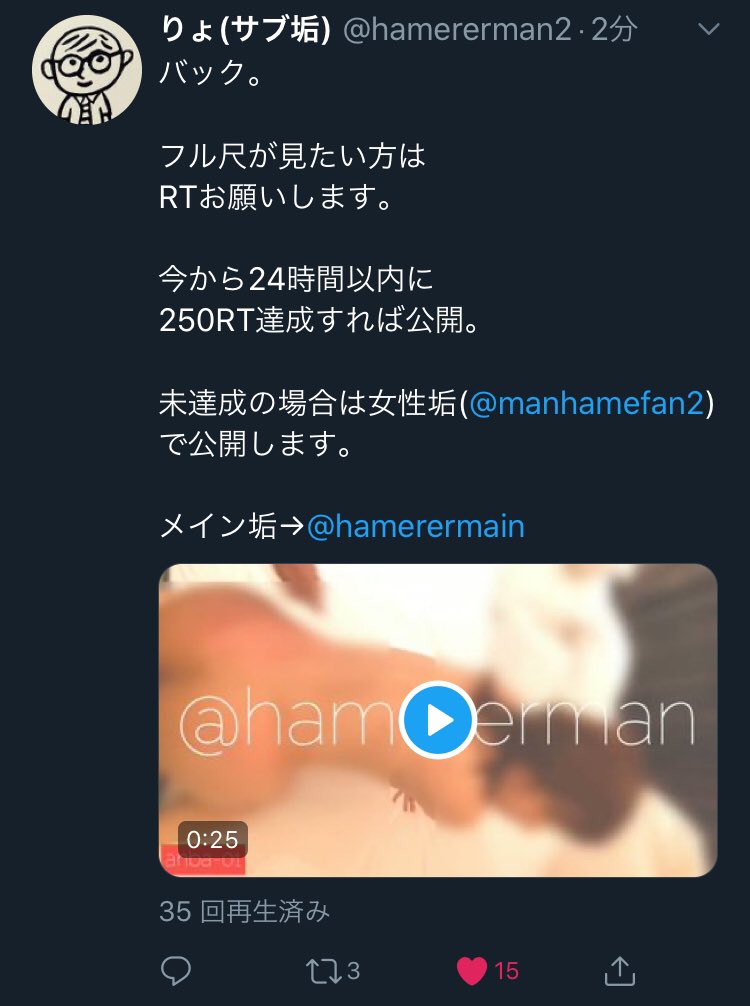 りょ(サブ垢) @hamererman2 · 2分
バック。
フル尺が見たい方は
RTお願いします。
今から24時間以内に
250RT達成すれば公開。
未達成の場合は女性垢(@manhamefan2)
で公開します。
メイン垢→@hamerermain
@ham erman
0:25
35 回再生済み
3 15